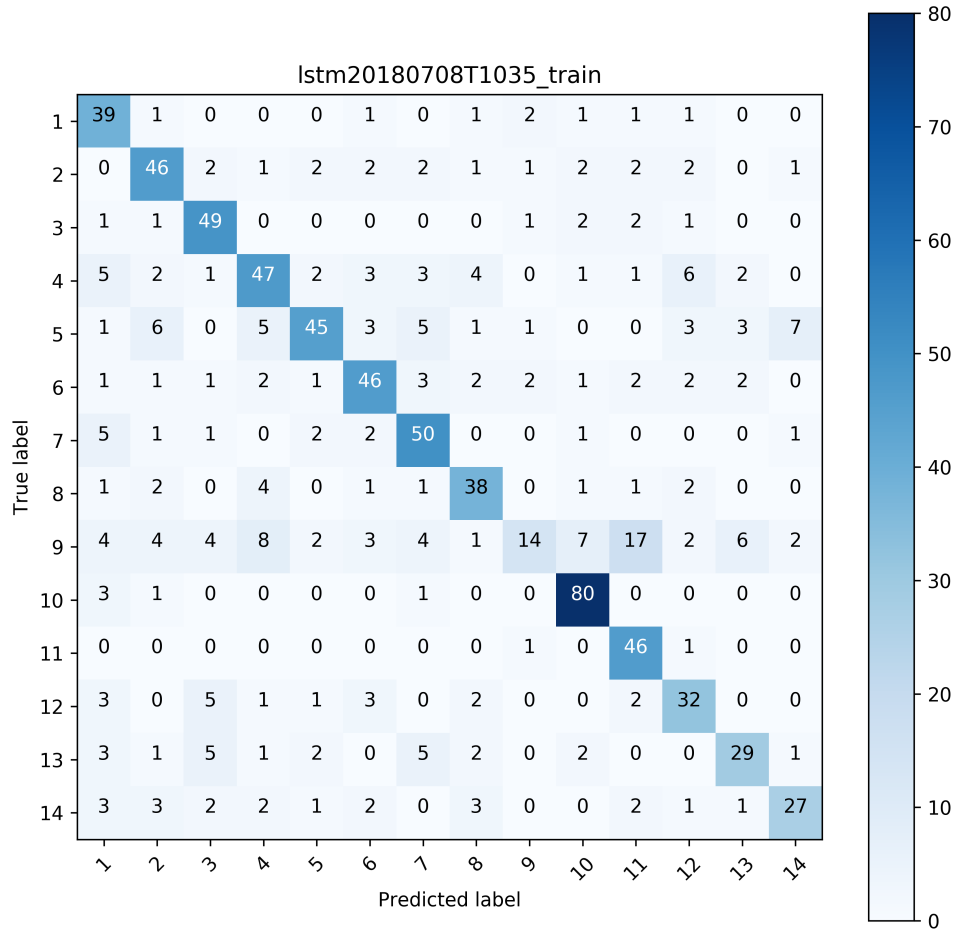 lstm20180708T1035_train
True label
1 39 1 0 0 0 1 0 1 2 1 1 1 0 0
2 0 46 2 1 2 2 2 1 1 2 2 2 0 1
3 1 1 49 0 0 0 0 0 1 2 2 1 0 0
4 5 2 1 47 2 3 3 4 0 1 1 6 2 0
5 1 6 0 5 45 3 5 1 1 0 0 3 3 7
6 1 1 1 2 1 46 3 2 2 1 2 2 2 0
7 5 1 1 0 2 2 50 0 0 1 0 0 0 1
8 1 2 0 4 0 1 1 38 0 1 1 2 0 0
9 4 4 4 8 2 3 4 1 14 7 17 2 6 2
10 3 1 0 0 0 0 1 0 0 80 0 0 0 0
11 0 0 0 0 0 0 0 0 1 0 46 1 0 0
12 3 0 5 1 1 3 0 2 0 0 2 32 0 0
13 3 1 5 1 2 0 5 2 0 2 0 0 29 1
14 3 3 2 2 1 2 0 3 0 0 2 1 1 27
1 2 3 4 5 6 7 8 9 10 11 12 13 14
Predicted label
80
70
60
50
40
30
20
10
0